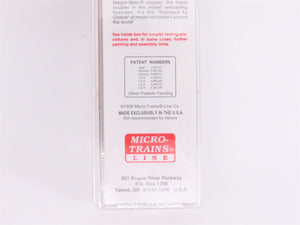 Magne-Matic® coupler, the finest
coupler in the model railroading
business. It's the "Standard by
Choice" of model railroaders around
the world!
See inside box for coupler testing pro-
cedures and, in some cases, further
painting and assembly hints.
PATENT NUMBERS
Other Patents Pending
©1998 Micro-Trains® Line Co.
MADE EXCLUSIVELY IN THE U.S.A.
Not recommended for minors
MICRO-
TRAINS®
LINE
351 Rogue River Parkway
P.O. Box 1200
Talent, OR 97540-1200 U.S.A.